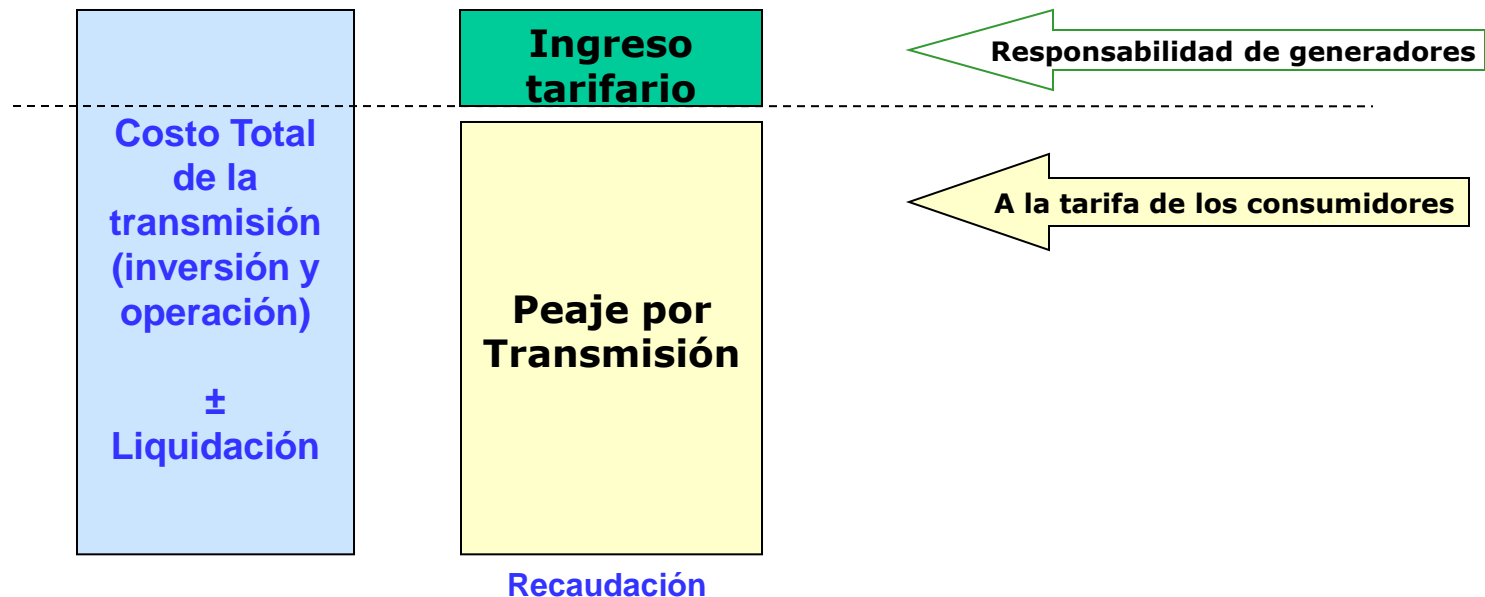 Costo Total
de la
transmisión
(inversión y
operación)
±
Liquidación
Ingreso
tarifario
Peaje por
Transmisión
Recaudación
Responsabilidad de generadores
A la tarifa de los consumidores